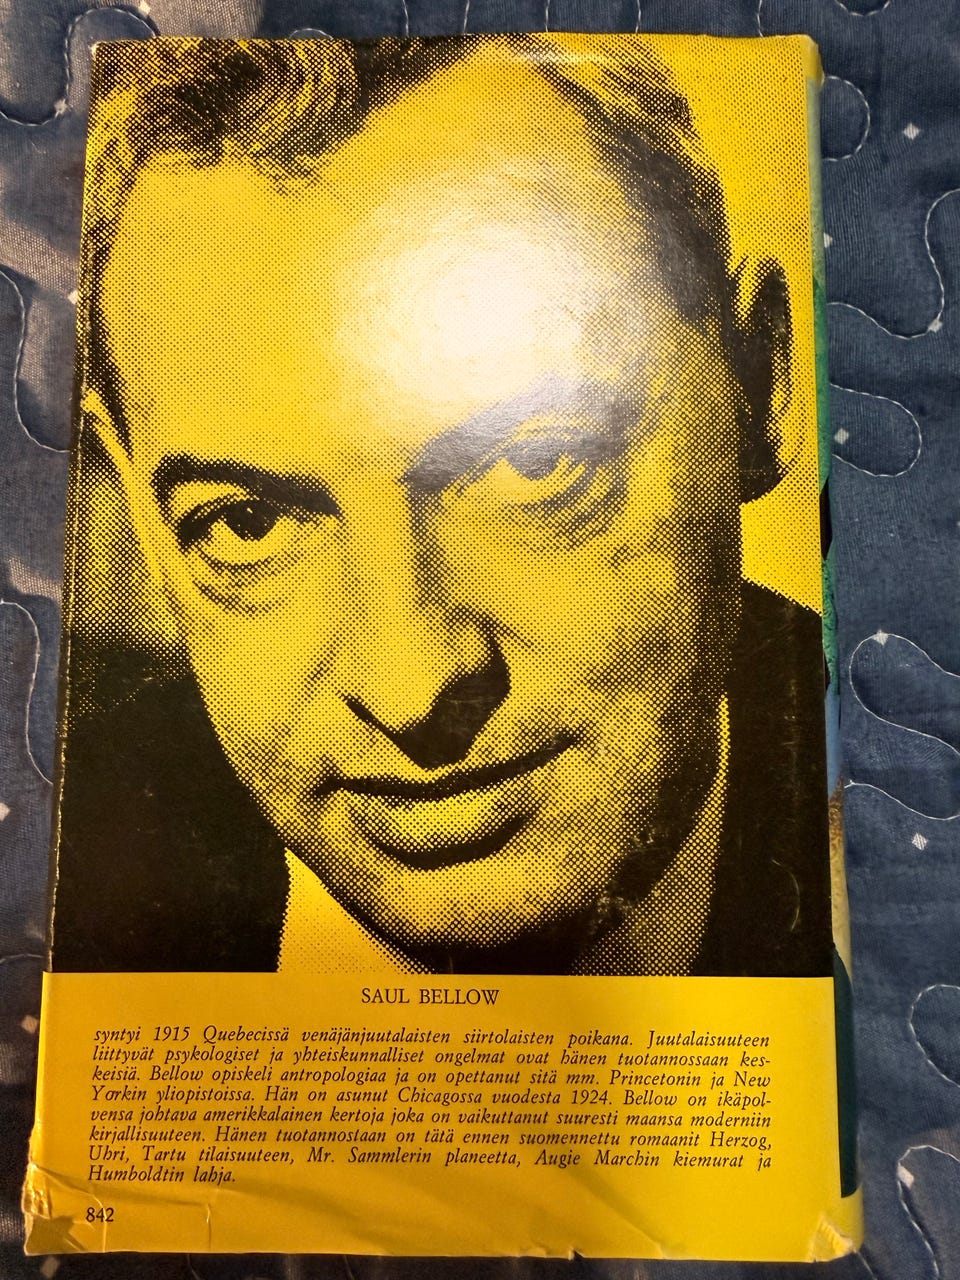 SAUL BELLOW
syntyi 1915 Quebecissä venäjänjuutalaisten siirtolaisten poikana. Juutalaisuuteen
liittyvät psykologiset ja yhteiskunnalliset ongelmat ovat hänen tuotannossaan kes-
keisiä. Bellow opiskeli antropologiaa ja on opettanut sitä mm. Princetonin ja New
Yorkin yliopistoissa. Hän on asunut Chicagossa vuodesta 1924. Bellow on ikäpol-
vensa johtava amerikkalainen kertoja joka on vaikuttanut suuresti maansa moderniin
kirjallisuuteen. Hänen tuotannostaan on tätä ennen suomennettu romaanit Herzog,
Uhri, Tartu tilaisuuteen, Mr. Sammlerin planeetta, Augie Marchin kiemurat ja
Humboldtin lahja.
842